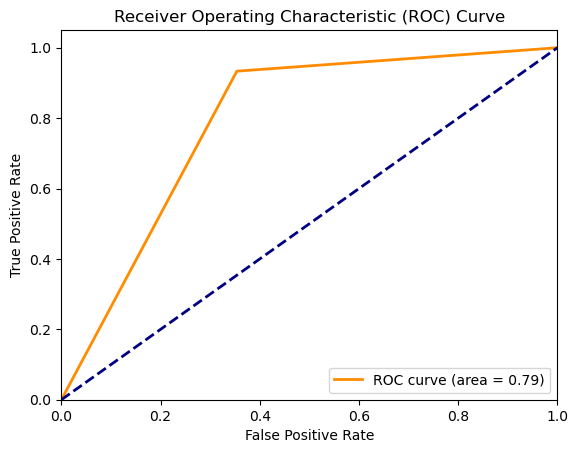 Receiver Operating Characteristic (ROC) Curve
True Positive Rate
1.0
0.8
0.6
0.4
0.2
0.0
0.0 0.2 0.4 0.6 0.8 1.0
False Positive Rate
ROC curve (area = 0.79)